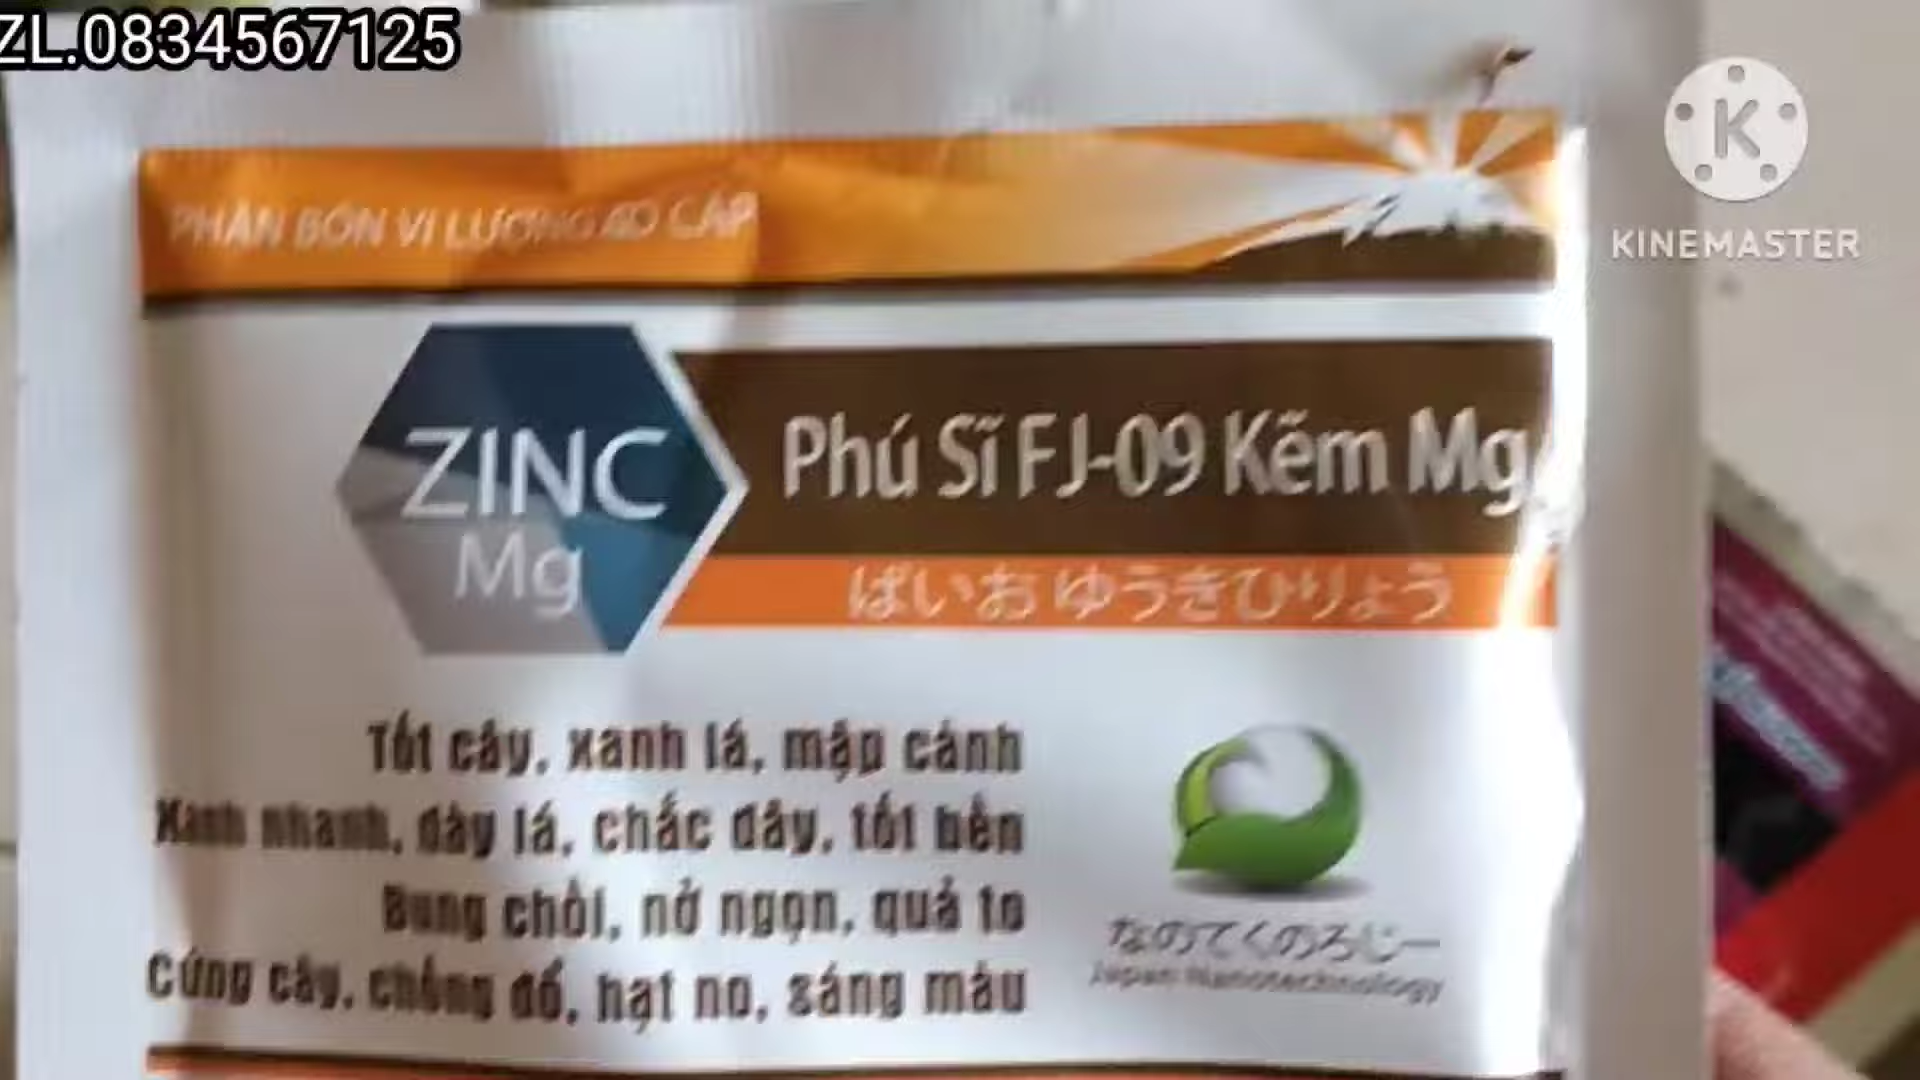 ZL.0834567125
KINEMASTER
PHÂN BÓN VI LƯỢNG CAO CẤP
ZINC
Mg
Phú Sĩ FJ-09 Kẽm Mg
ばいお ゆうきひりょう
Tốt cây, xanh lá, mập cành
Xanh nhanh, dày lá, chắc dây, tốt bền
Bung chồi, nở ngọn, quả to
Cứng cây, chống đổ, hạt no, sáng màu
なのてくのろじー
Japan Nanotechnology